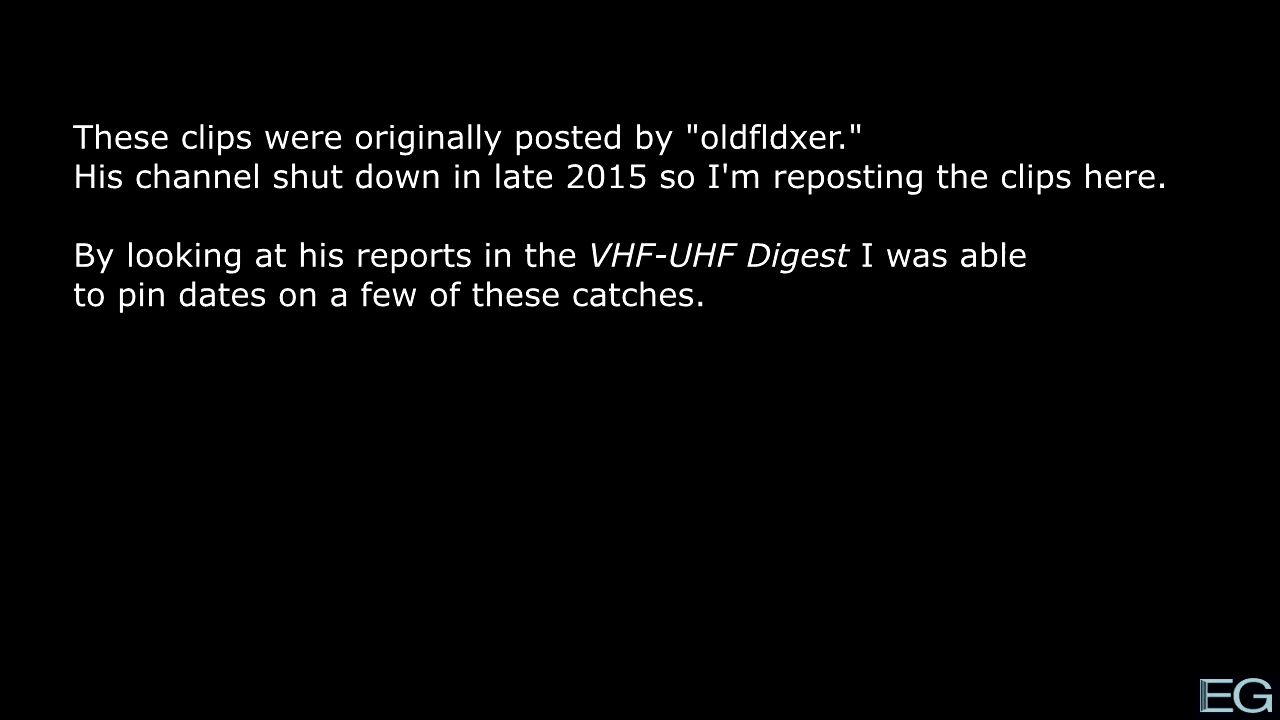 These clips were originally posted by "oldfldxer."
His channel shut down in late 2015 so I'm reposting the clips here.
By looking at his reports in the VHF-UHF Digest I was able
to pin dates on a few of these catches.
EG